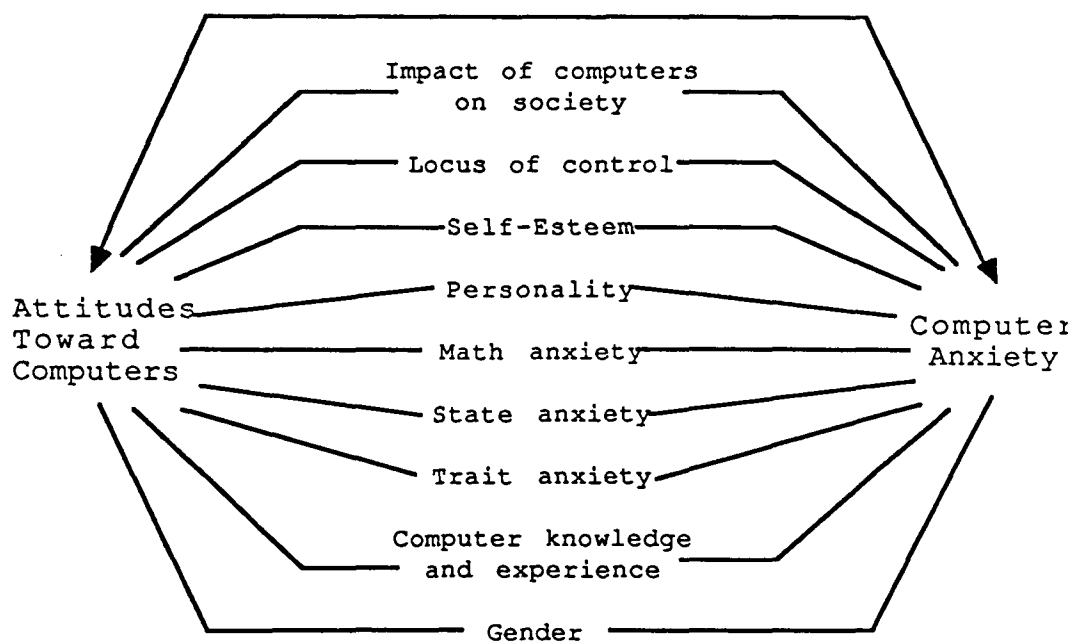 Impact of computers
on society
Locus of control
Self-Esteem
Personality
Attitudes
Toward
Computers
Computer
Anxiety
Math anxiety
State anxiety
Trait anxiety
Computer knowledge
and experience
Gender